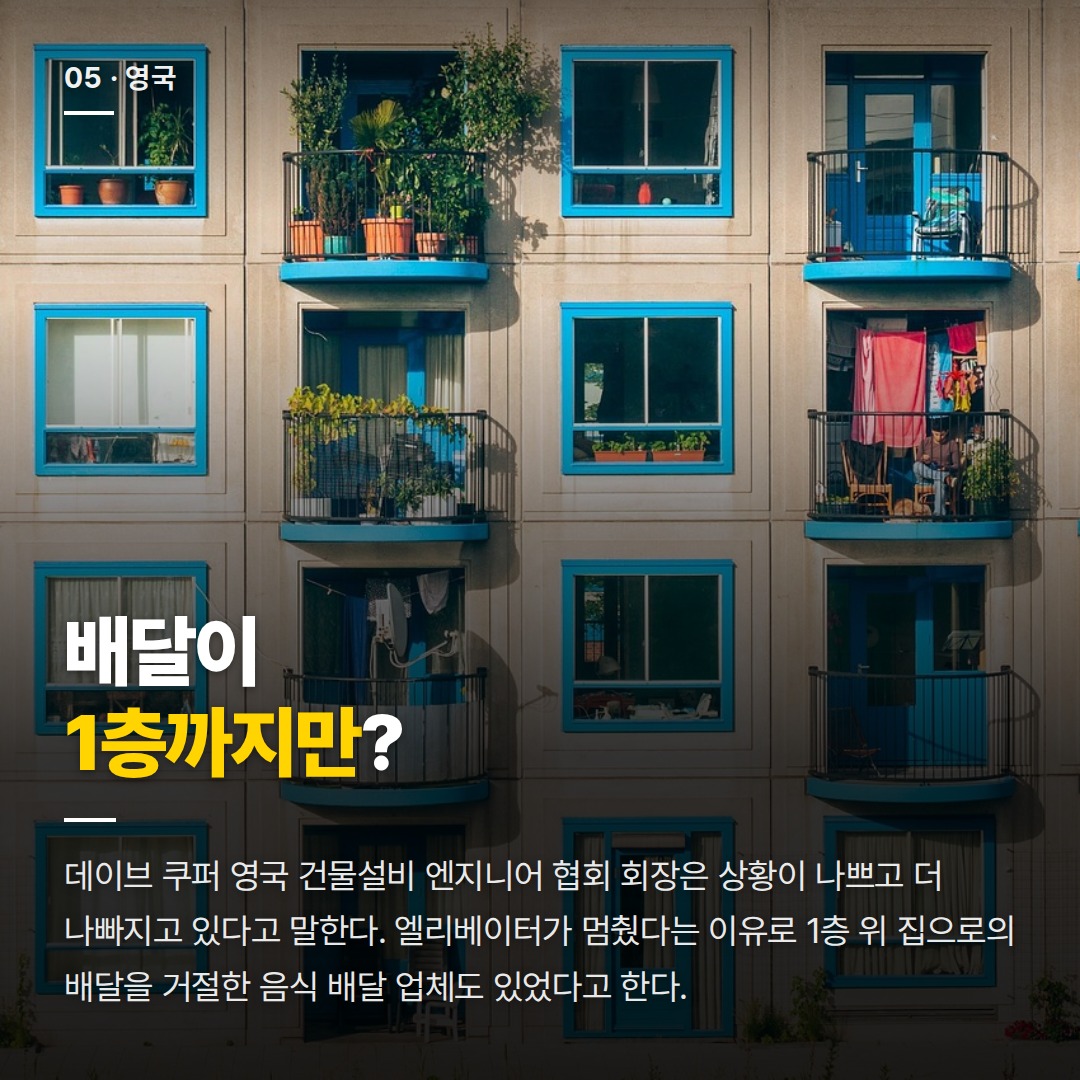 05 · 영국
배달이
1층까지만?
데이브 쿠퍼 영국 건물설비 엔지니어 협회 회장은 상황이 나쁘고 더
나빠지고 있다고 말한다. 엘리베이터가 멈췄다는 이유로 1층 위 집으로의
배달을 거절한 음식 배달 업체도 있었다고 한다.